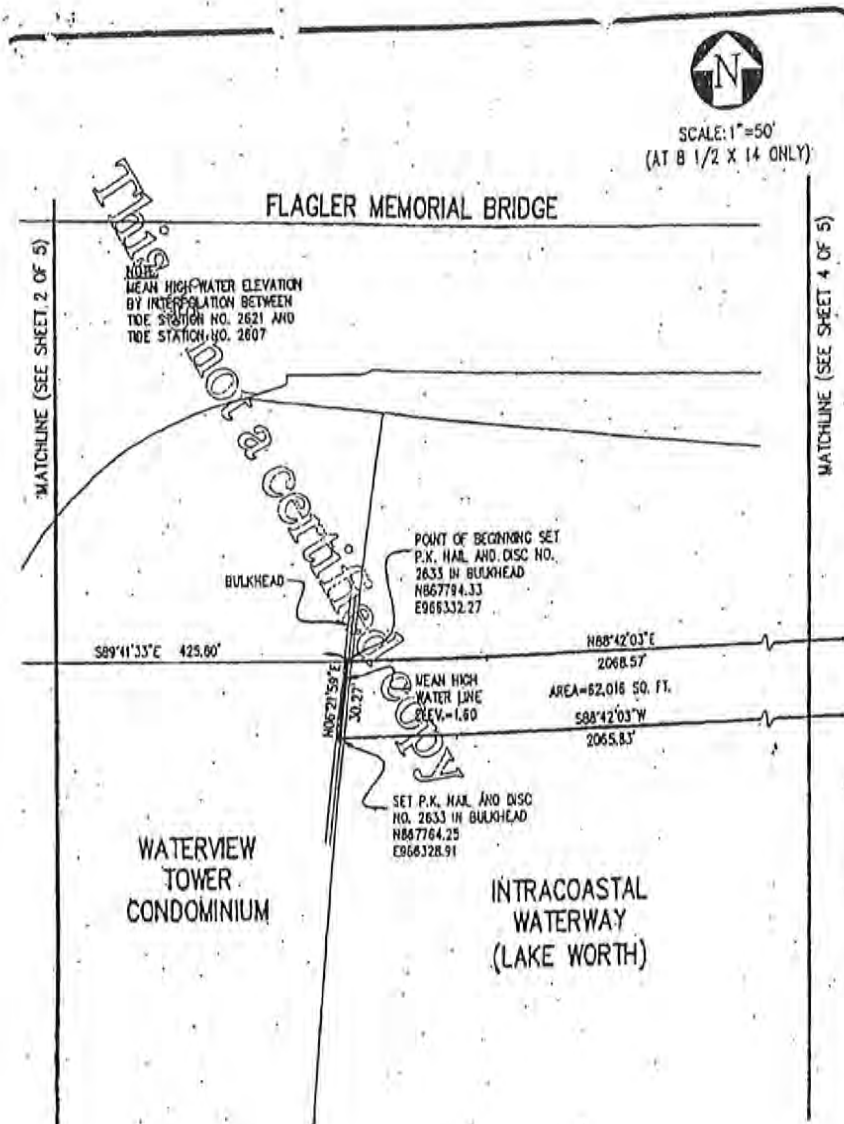 N
SCALE: 1"=50'
(AT 8 1/2 X 14 ONLY)
FLAGLER MEMORIAL BRIDGE
MATCHLINE (SEE SHEET 2 OF 5)
MATCHLINE (SEE SHEET 4 OF 5)
NOTE:
MEAN HIGH-WATER ELEVATION
BY INTERPOLATION BETWEEN
TIDE STATION NO. 2621 AND
TIDE STATION NO. 2607
This is not a certified copy
POINT OF BEGINNING SET
P.K. NAIL AND DISC NO.
2633 IN BULKHEAD
N867794.33
E966332.27
BULKHEAD
S89°41'33"E 425.60'
N88°42'03"E
2068.57'
N06°21'59"E
30.27'
MEAN HIGH
WATER LINE
ELEV.=1.60
AREA=62,016 SQ. FT.
S88°42'03"W
2065.83'
SET P.K. NAIL AND DISC
NO. 2633 IN BULKHEAD
N867764.25
E966328.91
WATERVIEW
TOWER
CONDOMINIUM
INTRACOASTAL
WATERWAY
(LAKE WORTH)